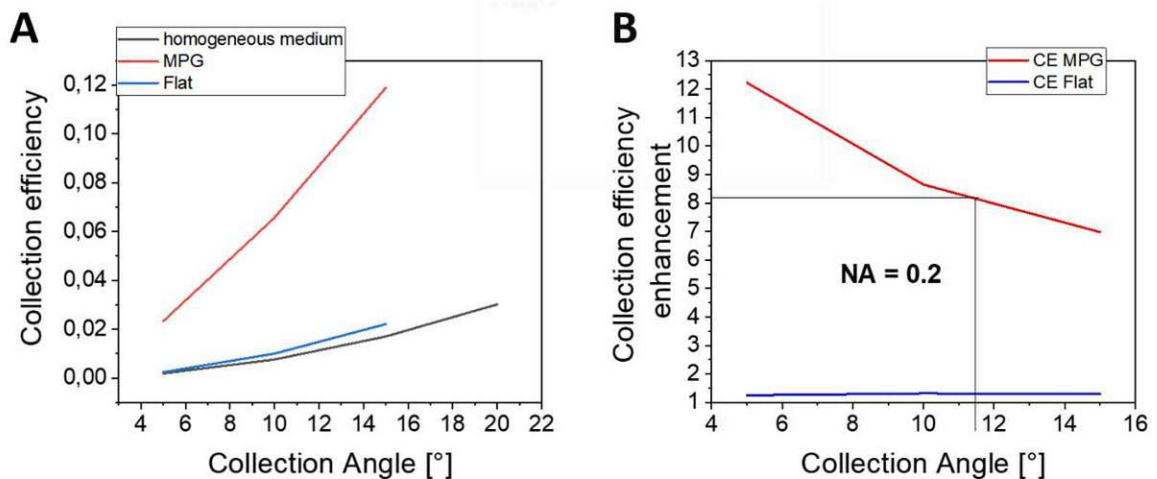 A
homogeneous medium
MPG
Flat
0,12
0,10
0,08
0,06
0,04
0,02
0,00
Collection efficiency
4 6 8 10 12 14 16 18 20 22
Collection Angle [°]
B
CE MPG
CE Flat
13
12
11
10
9
8
7
6
5
4
3
2
1
Collection efficiency
enhancement
NA = 0.2
4 6 8 10 12 14 16
Collection Angle [°]